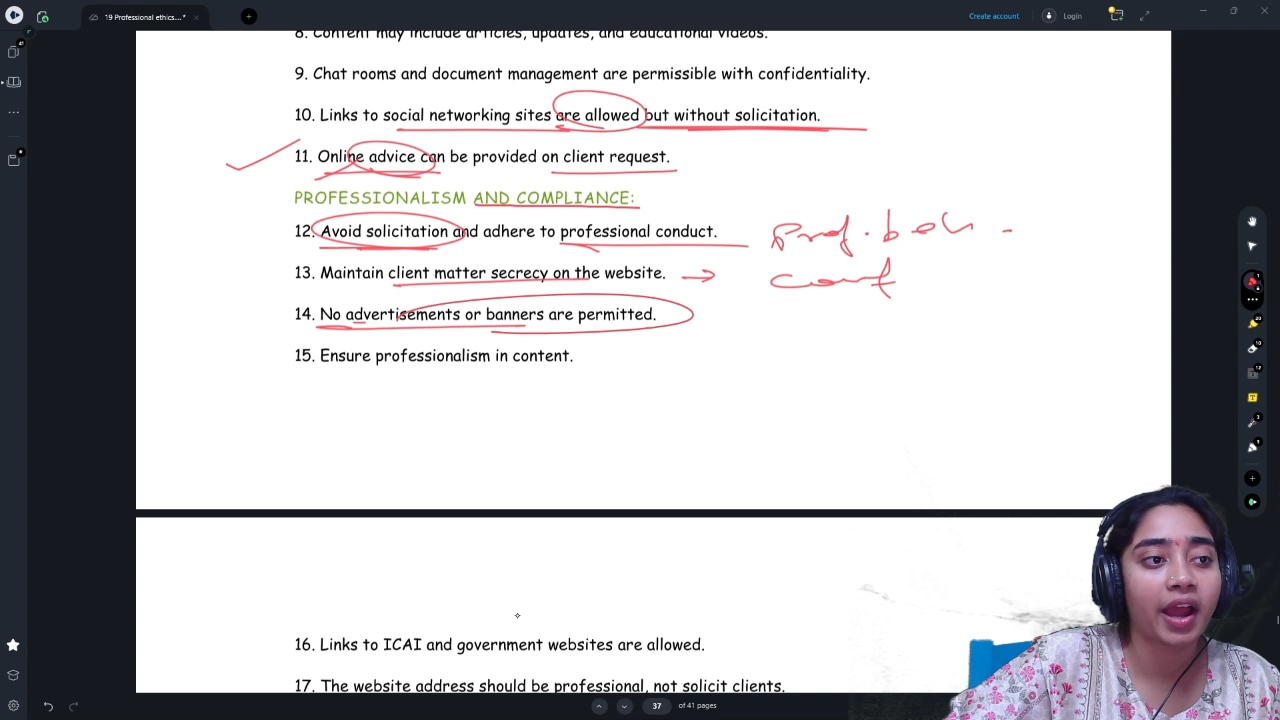 19 Professional ethics....*
Create account
Login
8. Content may include articles, updates, and educational videos.
9. Chat rooms and document management are permissible with confidentiality.
10. Links to social networking sites are allowed but without solicitation.
11. Online advice can be provided on client request.
PROFESSIONALISM AND COMPLIANCE:
12. Avoid solicitation and adhere to professional conduct.
Prof. beh
13. Maintain client matter secrecy on the website.
conf
14. No advertisements or banners are permitted.
15. Ensure professionalism in content.
16. Links to ICAI and government websites are allowed.
17. The website address should be professional, not solicit clients.
37 of 41 pages